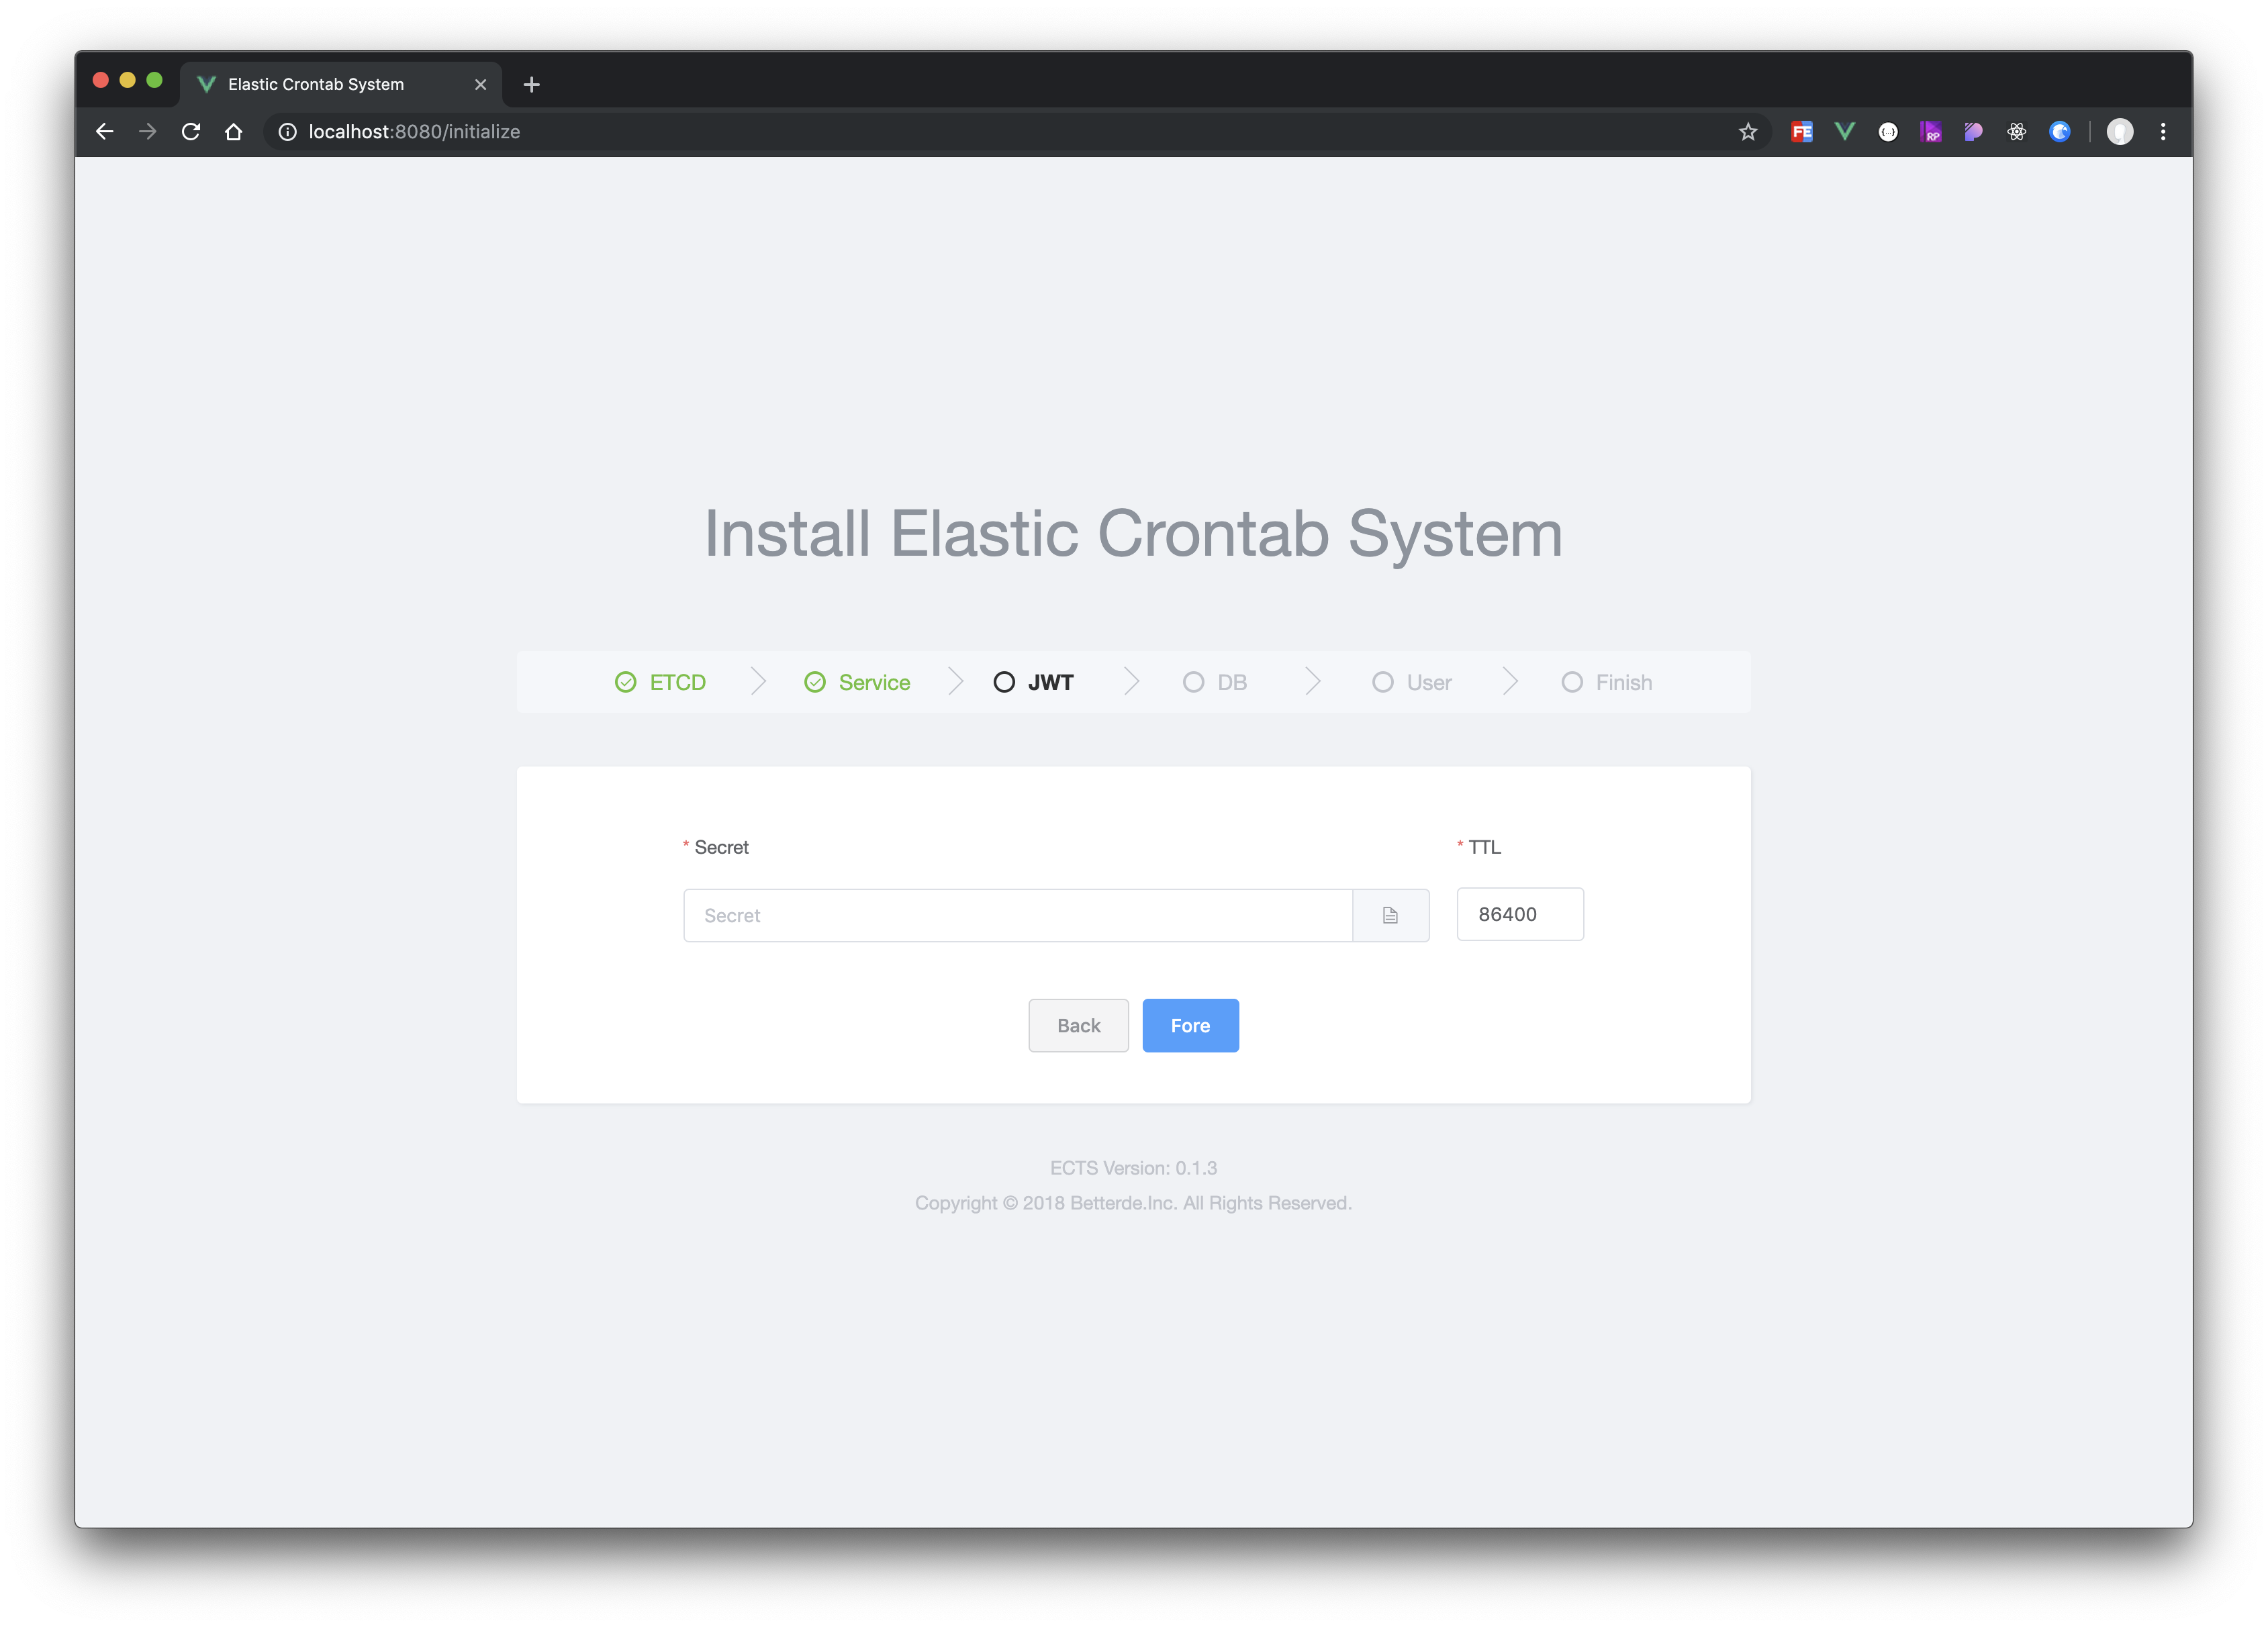 Elastic Crontab System
localhost:8080/initialize
FE
RP
Install Elastic Crontab System
ETCD
Service
JWT
DB
User
Finish
* Secret
* TTL
Secret
86400
Back
Fore
ECTS Version: 0.1.3
Copyright © 2018 Betterde.Inc. All Rights Reserved.